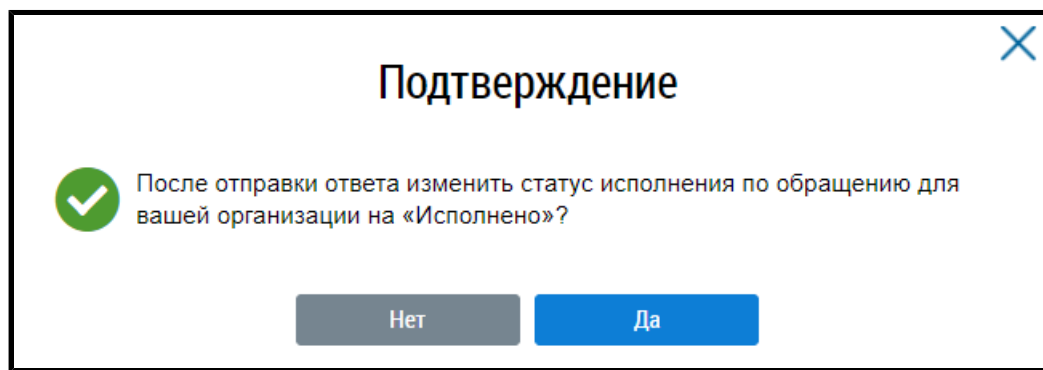 Подтверждение
После отправки ответа изменить статус исполнения по обращению для
вашей организации на «Исполнено»?
Нет
Да